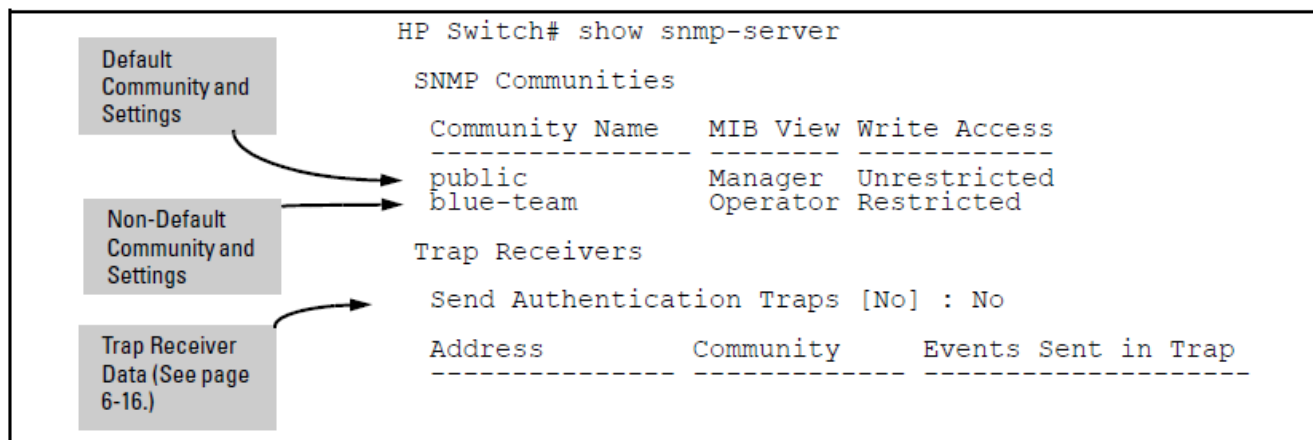 HP Switch# show snmp-server
Default
Community and
Settings
SNMP Communities
Community Name MIB View Write Access
---------------- -------- ------------
public Manager Unrestricted
blue-team Operator Restricted
Non-Default
Community and
Settings
Trap Receivers
Send Authentication Traps [No] : No
Trap Receiver
Data (See page
6-16.)
Address Community Events Sent in Trap
--------------- ------------- --------------------